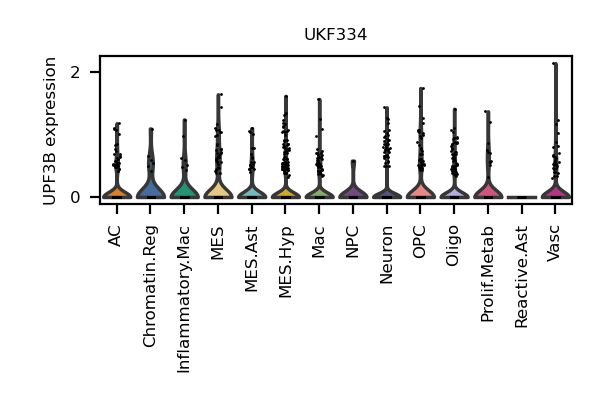 UKF334
UPF3B expression
2
0
AC
Chromatin.Reg
Inflammatory.Mac
MES
MES.Ast
MES.Hyp
Mac
NPC
Neuron
OPC
Oligo
Prolif.Metab
Reactive.Ast
Vasc